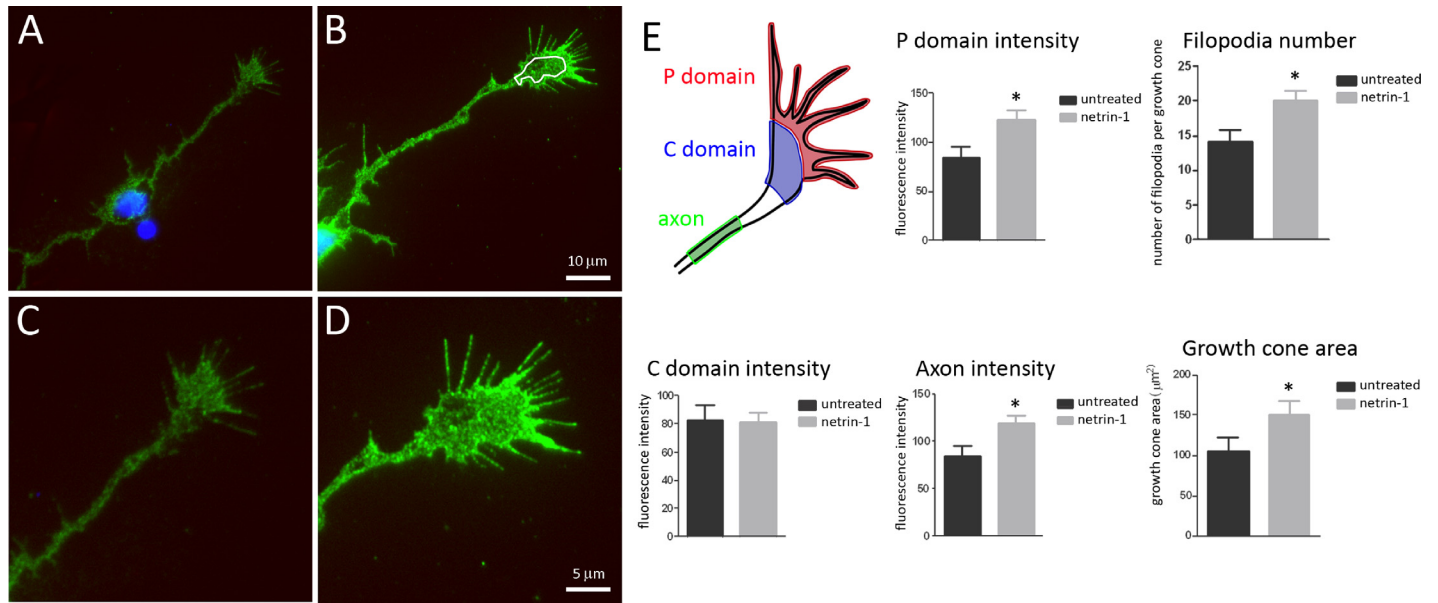 A
B
10 µm
C
D
5 µm
E
P domain
C domain
axon
P domain intensity
fluorescence intensity
150
100
50
0
*
untreated
netrin-1
Filopodia number
number of filopodia per growth cone
25
20
15
10
5
0
*
untreated
netrin-1
C domain intensity
fluorescence intensity
100
80
60
40
20
0
untreated
netrin-1
Axon intensity
fluorescence intensity
150
100
50
0
*
untreated
netrin-1
Growth cone area
growth cone area( µm²)
200
150
100
50
0
*
untreated
netrin-1